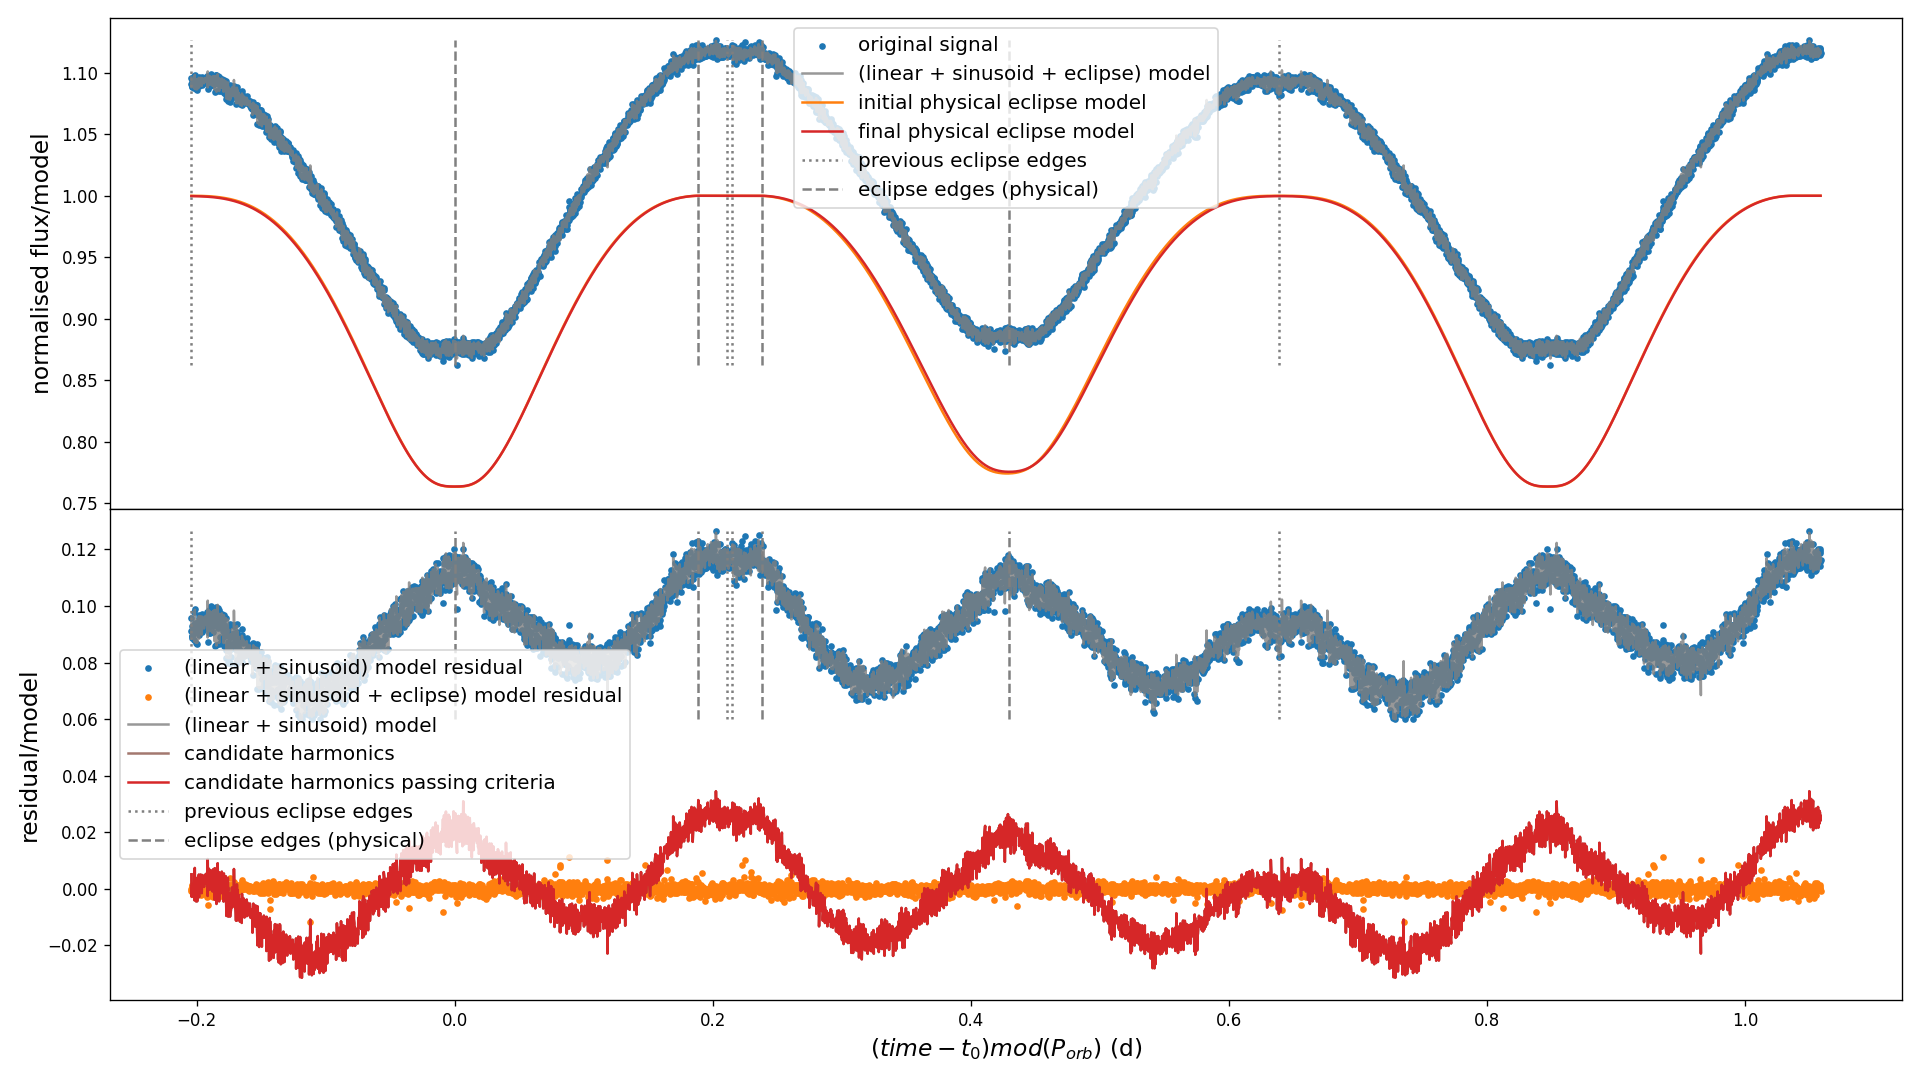 normalised flux/model
1.10
1.05
1.00
0.95
0.90
0.85
0.80
0.75
original signal
(linear + sinusoid + eclipse) model
initial physical eclipse model
final physical eclipse model
previous eclipse edges
eclipse edges (physical)
residual/model
0.12
0.10
0.08
0.06
0.04
0.02
0.00
−0.02
(linear + sinusoid) model residual
(linear + sinusoid + eclipse) model residual
(linear + sinusoid) model
candidate harmonics
candidate harmonics passing criteria
previous eclipse edges
eclipse edges (physical)
−0.2 0.0 0.2 0.4 0.6 0.8 1.0
(time − t₀)mod(Pₒᵣb) (d)